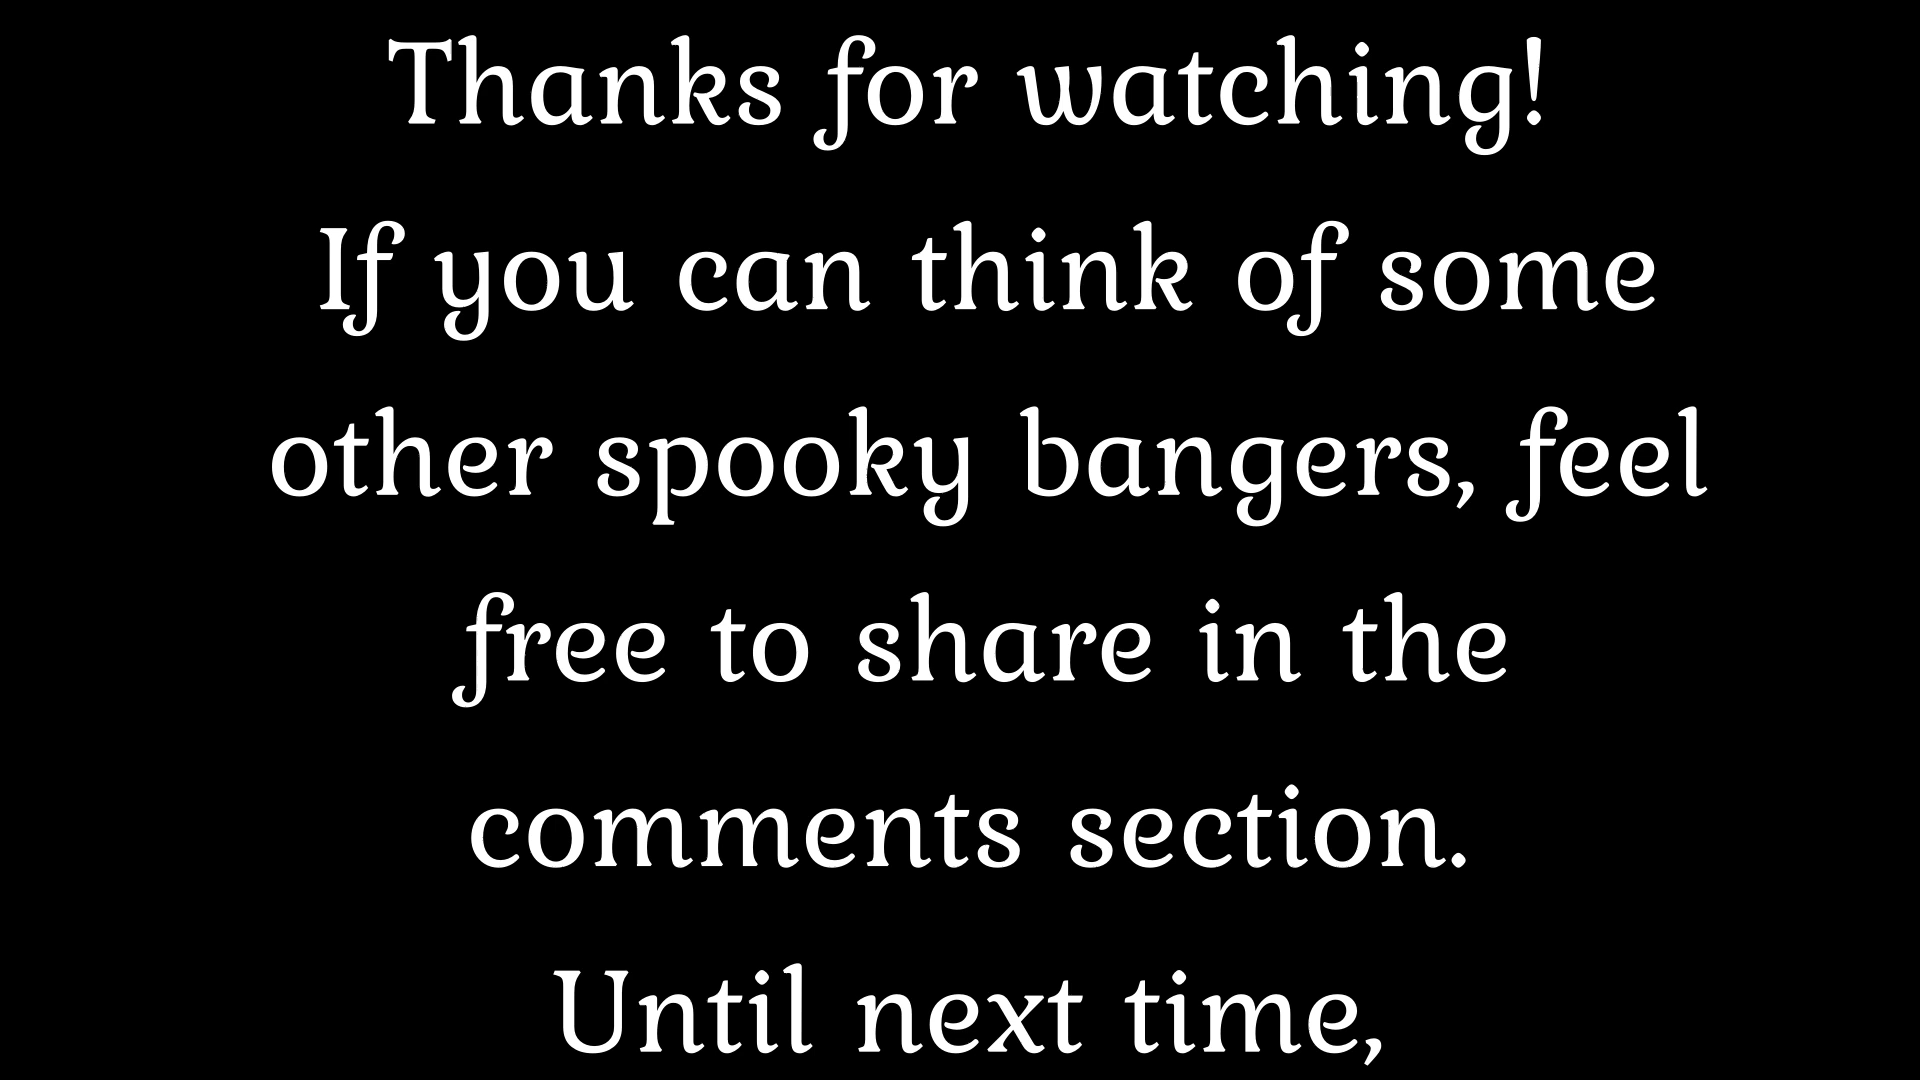 Thanks for watching!
If you can think of some
other spooky bangers, feel
free to share in the
comments section.
Until next time,